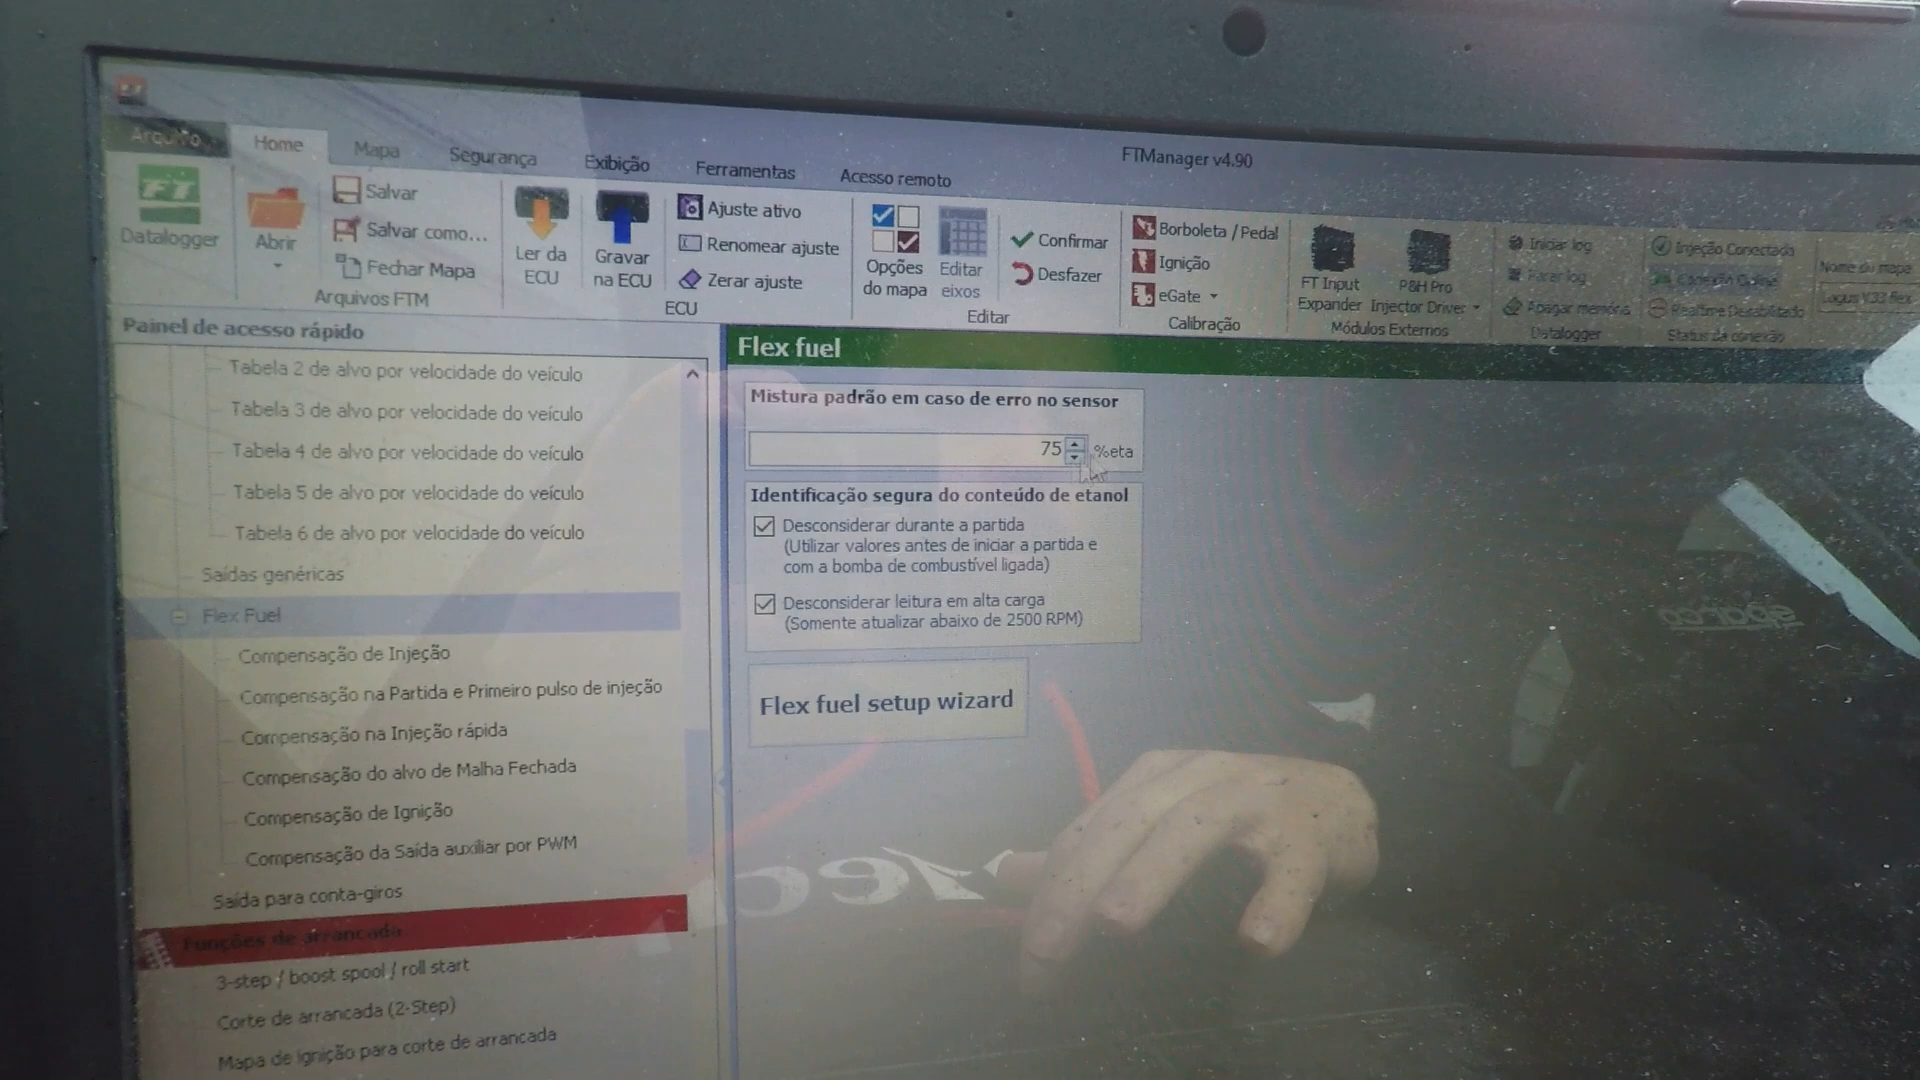 FTManager v4.90
Arquivo
Home
Mapa
Segurança
Exibição
Ferramentas
Acesso remoto
FT
Datalogger
Abrir
Salvar
Salvar como...
Fechar Mapa
Arquivos FTM
Ler da
ECU
Gravar
na ECU
Ajuste ativo
Renomear ajuste
Zerar ajuste
ECU
Opções
do mapa
Editar
eixos
Confirmar
Desfazer
Editar
Borboleta / Pedal
Ignição
eGate
Calibração
FT Input
Expander
P&H Pro
Injector Driver
Módulos Externos
Iniciar log
Parar log
Apagar memória
Datalogger
Injeção Conectada
Conexão Online
Realtime Desabilitado
Status da conexão
Nome do mapa
Painel de acesso rápido
Tabela 2 de alvo por velocidade do veículo
Tabela 3 de alvo por velocidade do veículo
Tabela 4 de alvo por velocidade do veículo
Tabela 5 de alvo por velocidade do veículo
Tabela 6 de alvo por velocidade do veículo
Saídas genéricas
Flex Fuel
Compensação de Injeção
Compensação na Partida e Primeiro pulso de injeção
Compensação na Injeção rápida
Compensação do alvo de Malha Fechada
Compensação de Ignição
Compensação da Saída auxiliar por PWM
Saída para conta-giros
Funções de arrancada
3-step / boost spool / roll start
Corte de arrancada (2-Step)
Mapa de ignição para corte de arrancada
Flex fuel
Mistura padrão em caso de erro no sensor
75 %eta
Identificação segura do conteúdo de etanol
Desconsiderar durante a partida
(Utilizar valores antes de iniciar a partida e
com a bomba de combustível ligada)
Desconsiderar leitura em alta carga
(Somente atualizar abaixo de 2500 RPM)
Flex fuel setup wizard
sparco